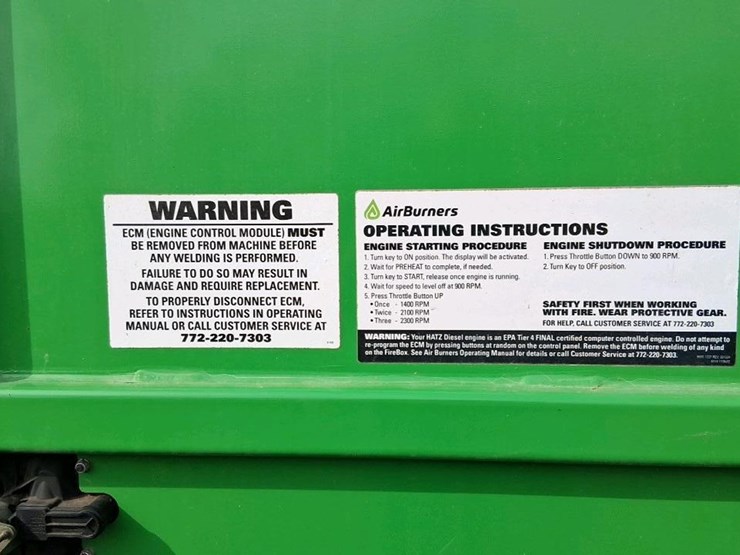 WARNING
ECM (ENGINE CONTROL MODULE) MUST
BE REMOVED FROM MACHINE BEFORE
ANY WELDING IS PERFORMED.
FAILURE TO DO SO MAY RESULT IN
DAMAGE AND REQUIRE REPLACEMENT.
TO PROPERLY DISCONNECT ECM,
REFER TO INSTRUCTIONS IN OPERATING
MANUAL OR CALL CUSTOMER SERVICE AT
772-220-7303
AirBurners
OPERATING INSTRUCTIONS
ENGINE STARTING PROCEDURE
1. Turn key to ON position. The display will be activated.
2. Wait for PREHEAT to complete, if needed.
3. Turn key to START, release once engine is running.
4. Wait for speed to level off at 900 RPM.
5. Press Throttle Button UP
•Once - 1400 RPM
•Twice - 2100 RPM
•Three - 2300 RPM
ENGINE SHUTDOWN PROCEDURE
1. Press Throttle Button DOWN to 900 RPM.
2. Turn Key to OFF position.
SAFETY FIRST WHEN WORKING
WITH FIRE. WEAR PROTECTIVE GEAR.
FOR HELP, CALL CUSTOMER SERVICE AT 772-220-7303
WARNING: Your HATZ Diesel engine is an EPA Tier 4 FINAL certified computer controlled engine. Do not attempt to
re-program the ECM by pressing buttons at random on the control panel. Remove the ECM before welding of any kind
on the FireBox. See Air Burners Operating Manual for details or call Customer Service at 772-220-7303.